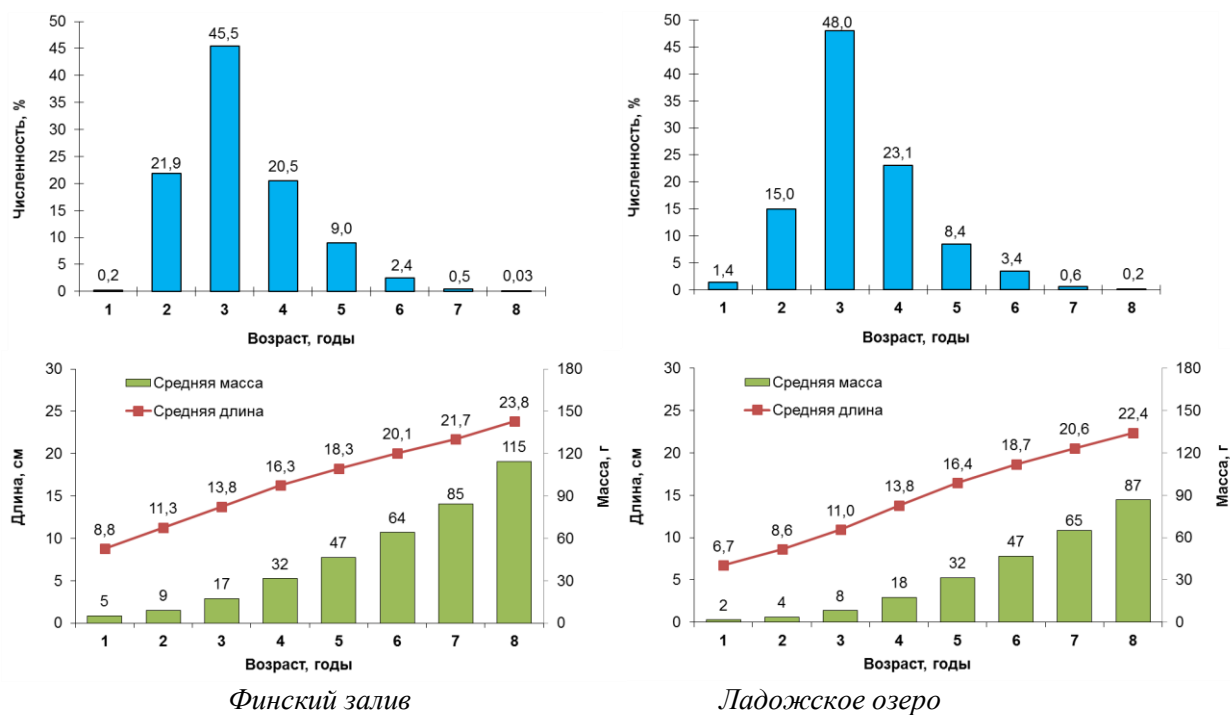 50
45
40
35
30
25
20
15
10
5
0
Численность, %
45,5
21,9
20,5
9,0
2,4
0,2
0,5
0,03
1 2 3 4 5 6 7 8
Возраст, годы
50
45
40
35
30
25
20
15
10
5
0
Численность, %
48,0
23,1
15,0
8,4
3,4
1,4
0,6
0,2
1 2 3 4 5 6 7 8
Возраст, годы
30
25
20
15
10
5
0
Длина, см
Средняя масса
Средняя длина
8,8 11,3 13,8 16,3 18,3 20,1 21,7 23,8
5 9 17 32 47 64 85 115
180
150
120
90
60
30
0
Масса, г
1 2 3 4 5 6 7 8
Возраст, годы
30
25
20
15
10
5
0
Длина, см
Средняя масса
Средняя длина
6,7 8,6 11,0 13,8 16,4 18,7 20,6 22,4
2 4 8 18 32 47 65 87
180
150
120
90
60
30
0
Масса, г
1 2 3 4 5 6 7 8
Возраст, годы
Финский залив
Ладожское озеро